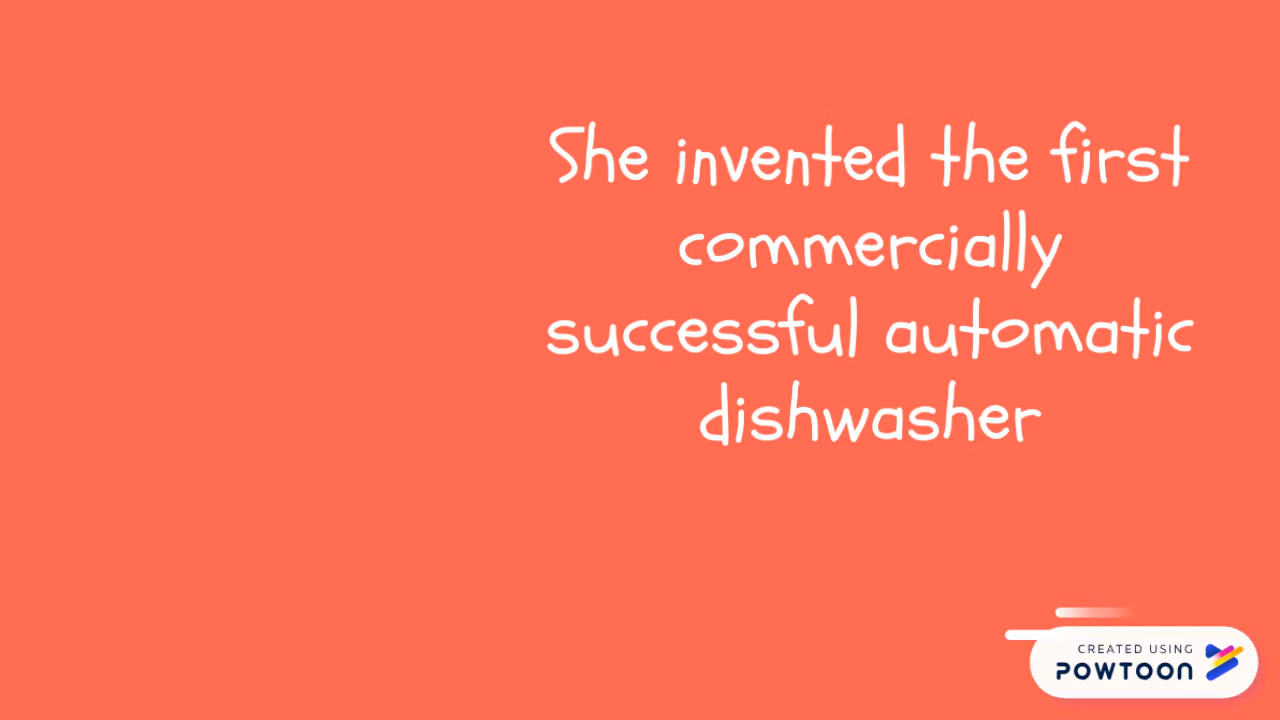 She invented the first
commercially
successful automatic
dishwasher
CREATED USING
POWTOON